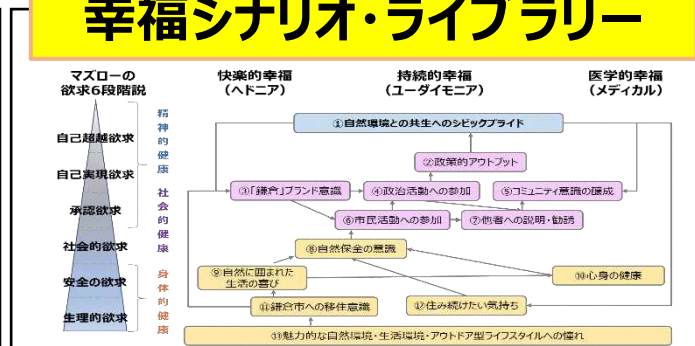 幸福シナリオ・ライブラリー
マズローの
欲求6段階説
快楽的幸福
(ヘドニア)
持続的幸福
(ユーダイモニア)
医学的幸福
(メディカル)
自己超越欲求
自己実現欲求
承認欲求
社会的欲求
安全の欲求
生理的欲求
精神的健康
社会的健康
身体的健康
①自然環境との共生へのシビックプライド
②政策的アウトプット
③「鎌倉」ブランド意識
④政治活動への参加
⑤コミュニティ意識の醸成
⑥市民活動への参加
⑦他者への説明・勧誘
⑧自然保全の意識
⑨自然に囲まれた
生活の喜び
⑩心身の健康
⑪鎌倉市への移住意識
⑫住み続けたい気持ち
⑬魅力的な自然環境・生活環境・アウトドア型ライフスタイルへの憧れ